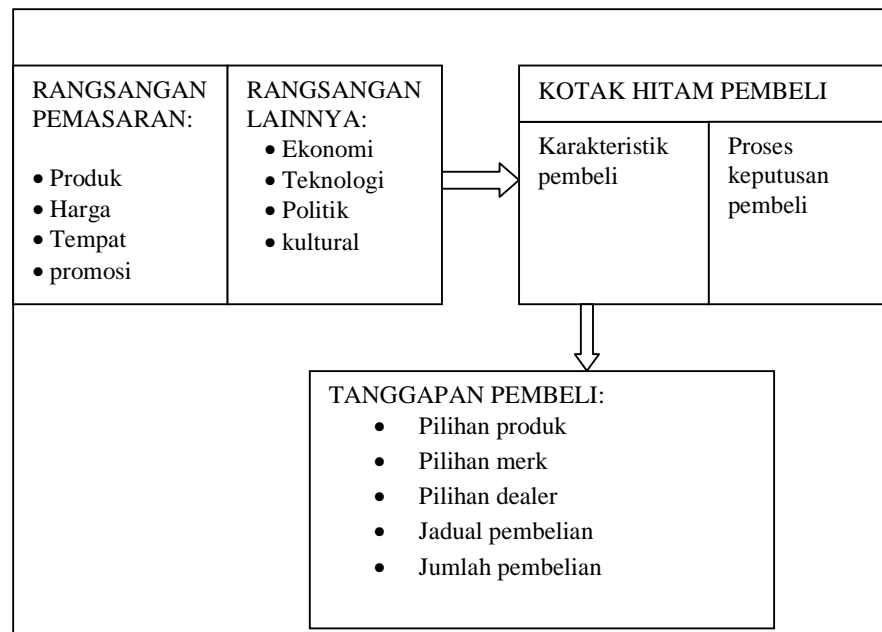 RANGSANGAN
PEMASARAN:
• Produk
• Harga
• Tempat
• promosi
RANGSANGAN
LAINNYA:
• Ekonomi
• Teknologi
• Politik
• kultural
KOTAK HITAM PEMBELI
Karakteristik
pembeli
Proses
keputusan
pembeli
TANGGAPAN PEMBELI:
• Pilihan produk
• Pilihan merk
• Pilihan dealer
• Jadual pembelian
• Jumlah pembelian